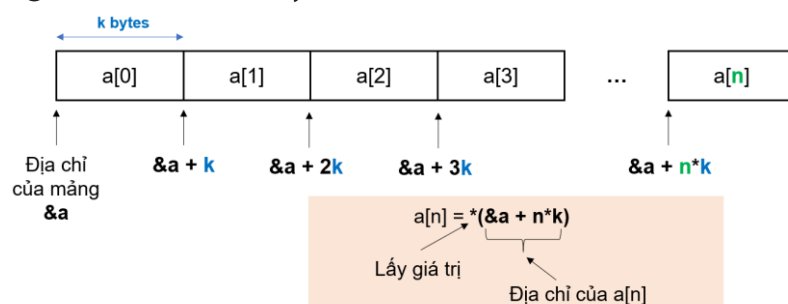 k bytes
a[0] a[1] a[2] a[3] ... a[n]
Địa chỉ
của mảng
&a
&a + k &a + 2k &a + 3k &a + n*k
a[n] = *(&a + n*k)
Lấy giá trị
Địa chỉ của a[n]